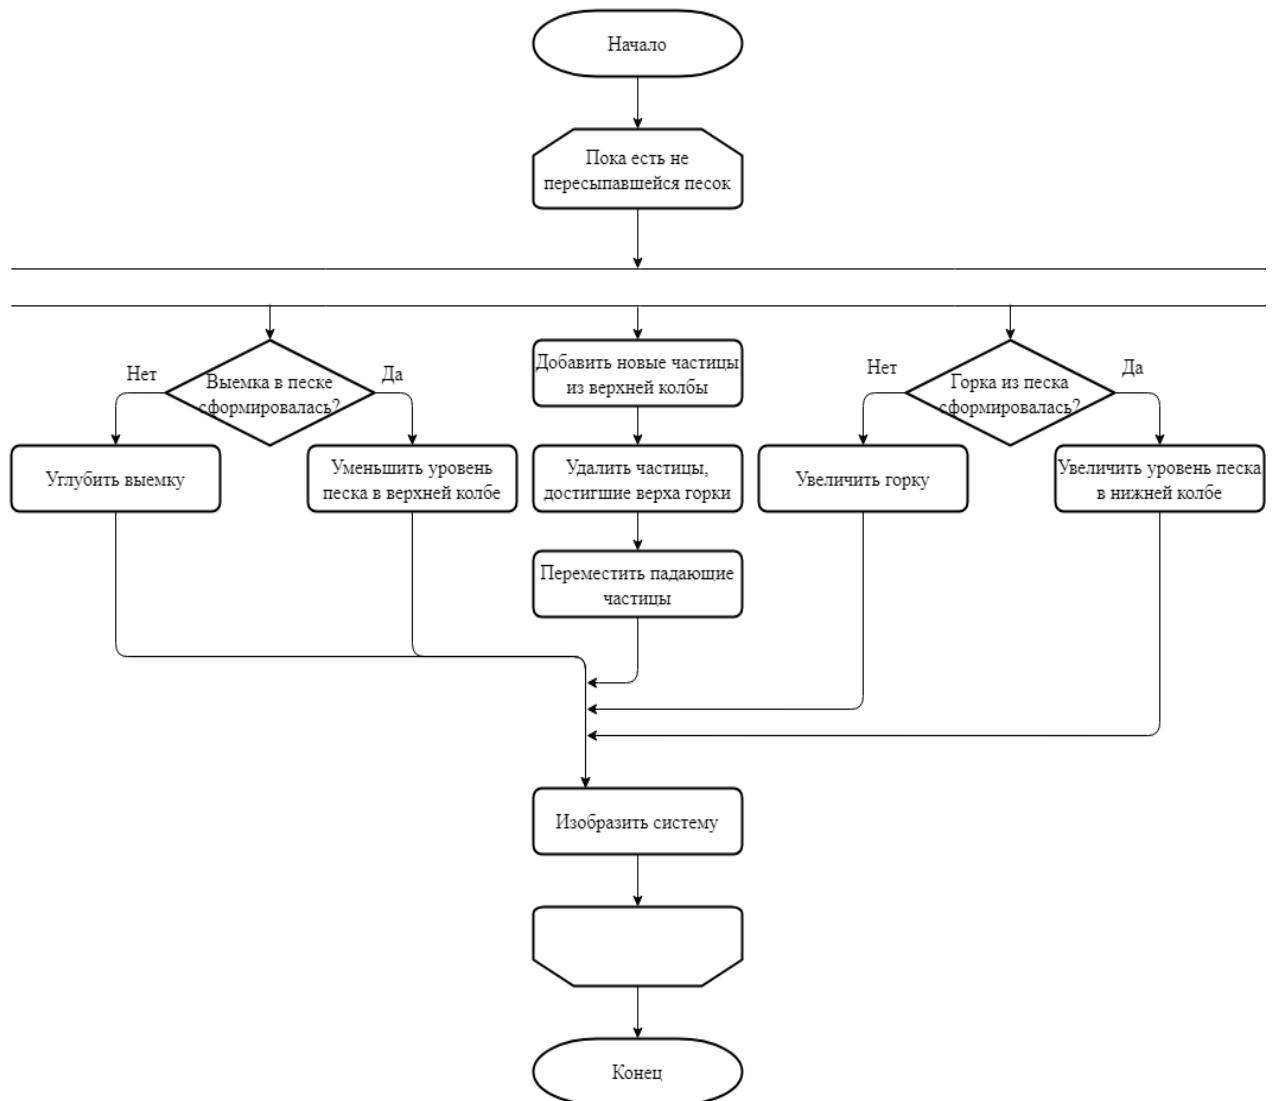 Начало
Пока есть не
пересыпавшейся песок
Нет
Выемка в песке
сформировалась?
Да
Добавить новые частицы
из верхней колбы
Нет
Горка из песка
сформировалась?
Да
Углубить выемку
Уменьшить уровень
песка в верхней колбе
Удалить частицы,
достигшие верха горки
Увеличить горку
Увеличить уровень песка
в нижней колбе
Переместить падающие
частицы
Изобразить систему
Конец